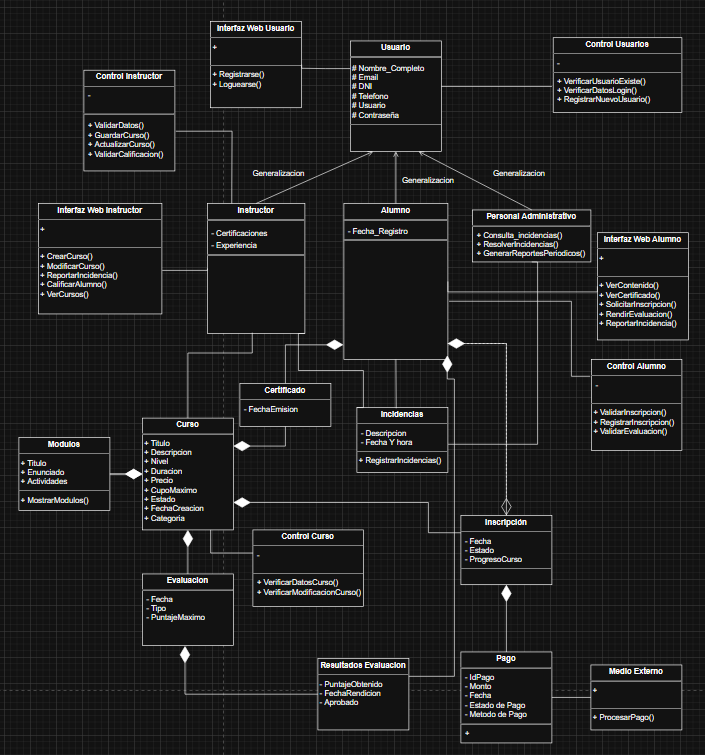 Interfaz Web Usuario
+
+ Registrarse()
+ Loguearse()
Usuario
# Nombre_Completo
# Email
# DNI
# Telefono
# Usuario
# Contraseña
Control Usuarios
-
+ VerificarUsuarioExiste()
+ VerificarDatosLogin()
+ RegistrarNuevoUsuario()
Control Instructor
-
+ ValidarDatos()
+ GuardarCurso()
+ ActualizarCurso()
+ ValidarCalificacion()
Generalizacion
Generalizacion
Generalizacion
Interfaz Web Instructor
+
+ CrearCurso()
+ ModificarCurso()
+ ReportarIncidencia()
+ CalificarAlumno()
+ VerCursos()
Instructor
- Certificaciones
- Experiencia
Alumno
- Fecha_Registro
Personal Administrativo
+ Consulta_incidencias()
+ ResolverIncidencias()
+ GenerarReportesPeriodicos()
Interfaz Web Alumno
+
+ VerContenido()
+ VerCertificado()
+ SolicitarInscripcion()
+ RendirEvaluacion()
+ ReportarIncidencia()
Control Alumno
-
+ ValidarInscripcion()
+ RegistrarInscripcion()
+ ValidarEvaluacion()
Certificado
- FechaEmision
Incidencias
- Descripcion
- Fecha Y hora
+ RegistrarIncidencias()
Curso
+ Titulo
+ Descripcion
+ Nivel
+ Duracion
+ Precio
+ CupoMaximo
+ Estado
+ FechaCreacion
+ Categoria
Modulos
+ Titulo
+ Enunciado
+ Actividades
+ MostrarModulos()
Control Curso
-
+ VerificarDatosCurso()
+ VerificarModificacionCurso()
Inscripción
- Fecha
- Estado
- ProgresoCurso
Evaluacion
- Fecha
- Tipo
- PuntajeMaximo
Resultados Evaluacion
- PuntajeObtenido
- FechaRendicion
- Aprobado
Pago
- IdPago
- Monto
- Fecha
- Estado de Pago
- Metodo de Pago
+
Medio Externo
+
+ ProcesarPago()